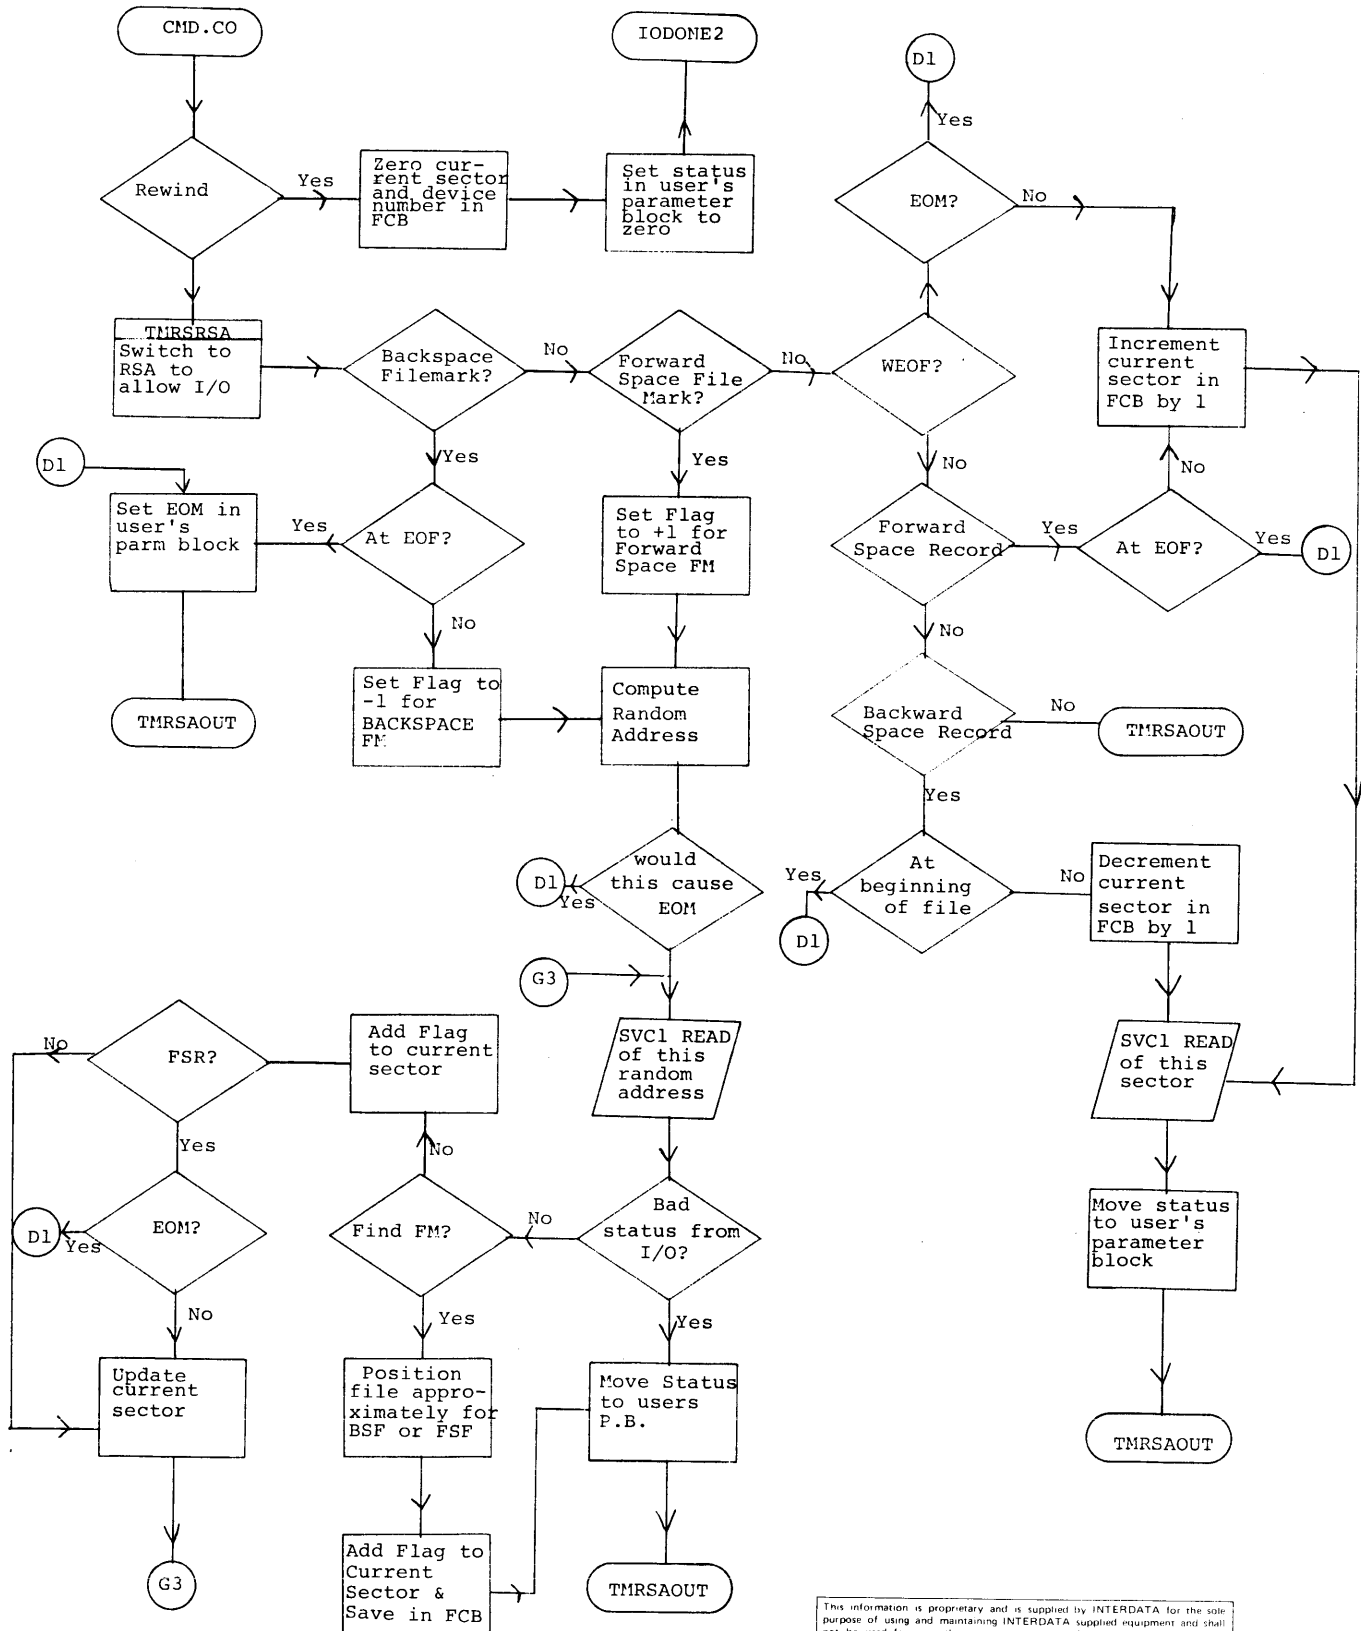 CMD.CO
IODONE2
D1
Yes
Rewind
Yes
Zero cur-
rent sector
and device
number in
FCB
Set status
in user's
parameter
block to
zero
EOM?
No
TMRSRSA
Switch to
RSA to
allow I/O
Backspace
Filemark?
No
Forward
Space File
Mark?
No
WEOF?
Increment
current
sector in
FCB by 1
D1
Yes
Yes
No
No
Set EOM in
user's
parm block
Yes
At EOF?
Set Flag
to +1 for
Forward
Space FM
Forward
Space Record
Yes
At EOF?
Yes
D1
No
No
Set Flag to
-1 for
BACKSPACE
FM
Compute
Random
Address
Backward
Space Record
No
TMRSAOUT
TMRSAOUT
Yes
would
this cause
EOM
D1
Yes
Yes
At
beginning
of file
No
Decrement
current
sector in
FCB by 1
D1
G3
No
FSR?
Add Flag
to current
sector
SVC1 READ
of this
random
address
SVC1 READ
of this
sector
Yes
No
D1
Yes
EOM?
Find FM?
No
Bad
status from
I/O?
Move status
to user's
parameter
block
No
Yes
Yes
Update
current
sector
Position
file appro-
ximately for
BSF or FSF
Move Status
to users
P.B.
TMRSAOUT
G3
Add Flag to
Current
Sector &
Save in FCB
TMRSAOUT
This information is proprietary and is supplied by INTERDATA for the sole
purpose of using and maintaining INTERDATA supplied equipment and shall